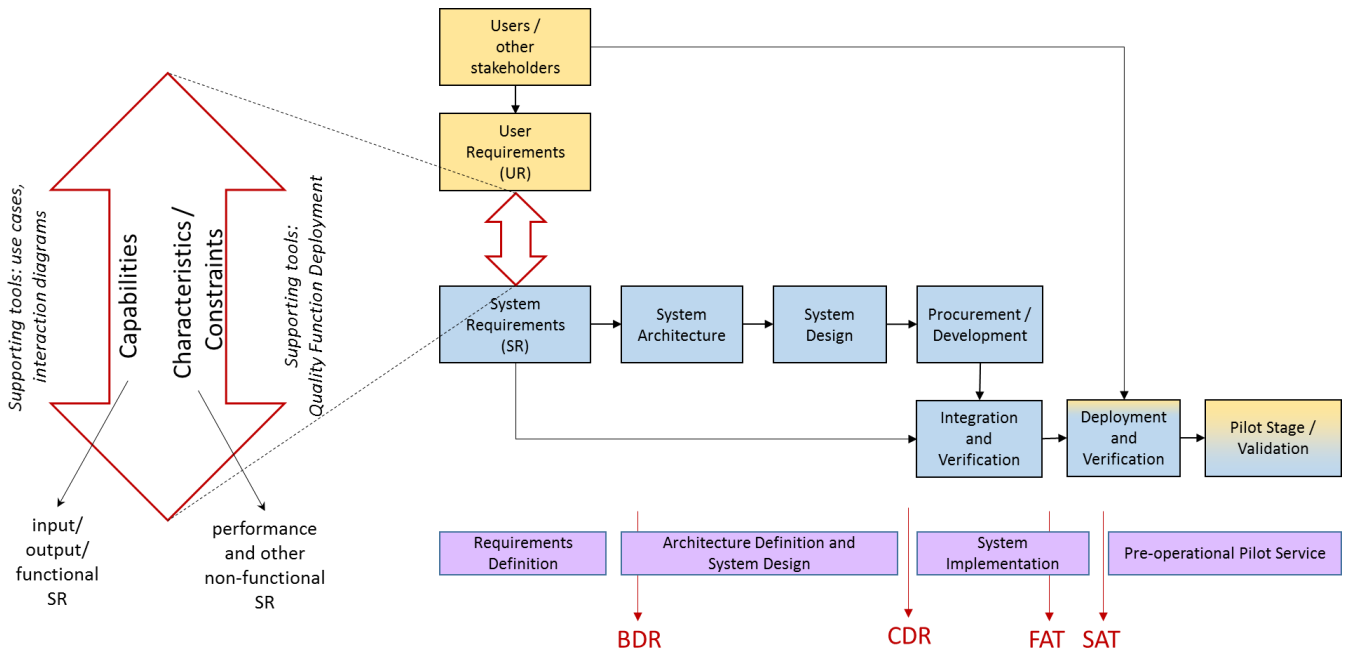 Users /
other
stakeholders
User
Requirements
(UR)
Supporting tools: use cases,
interaction diagrams
Capabilities
Characteristics /
Constraints
Supporting tools:
Quality Function Deployment
System
Requirements
(SR)
System
Architecture
System
Design
Procurement /
Development
Integration
and
Verification
Deployment
and
Verification
Pilot Stage /
Validation
input/
output/
functional
SR
performance
and other
non-functional
SR
Requirements
Definition
Architecture Definition and
System Design
System
Implementation
Pre-operational Pilot Service
BDR
CDR
FAT
SAT